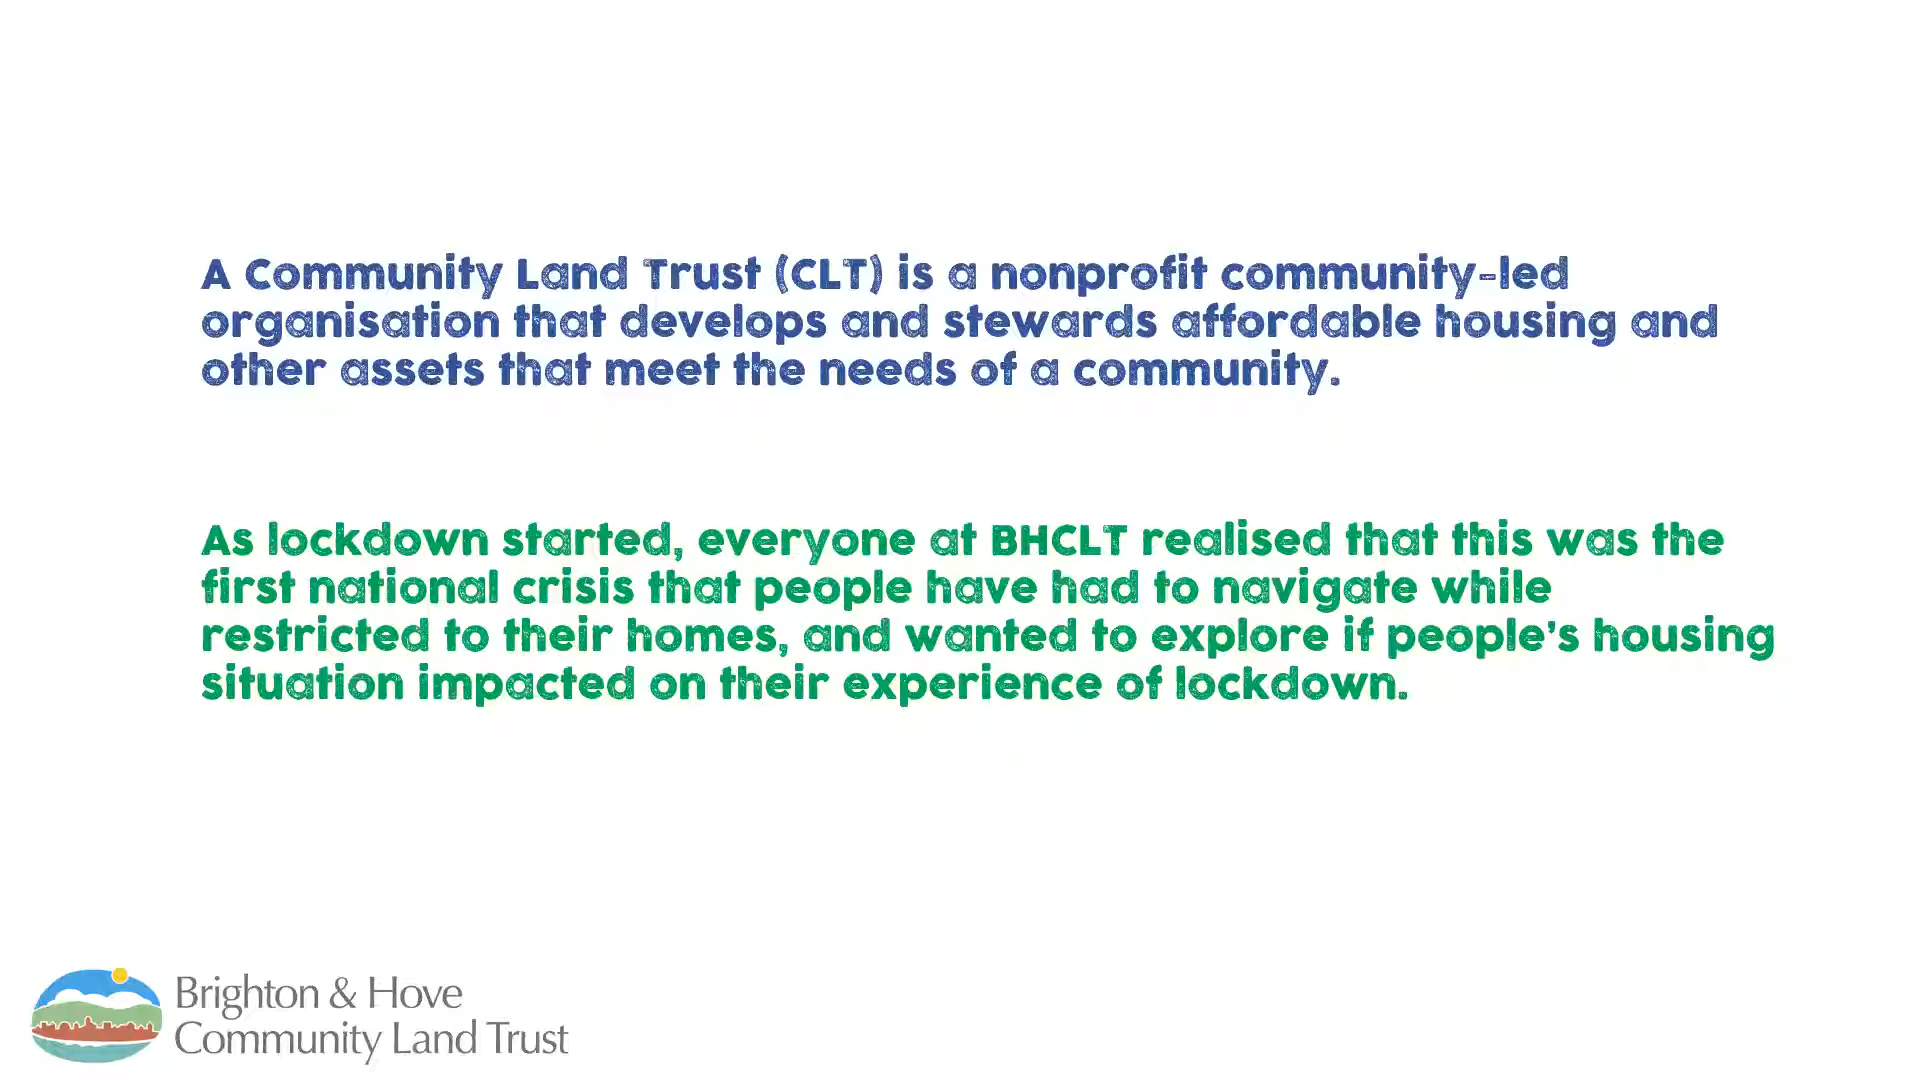 A Community Land Trust (CLT) is a nonprofit community-led
organisation that develops and stewards affordable housing and
other assets that meet the needs of a community.
As lockdown started, everyone at BHCLT realised that this was the
first national crisis that people have had to navigate while
restricted to their homes, and wanted to explore if people's housing
situation impacted on their experience of lockdown.
Brighton & Hove
Community Land Trust